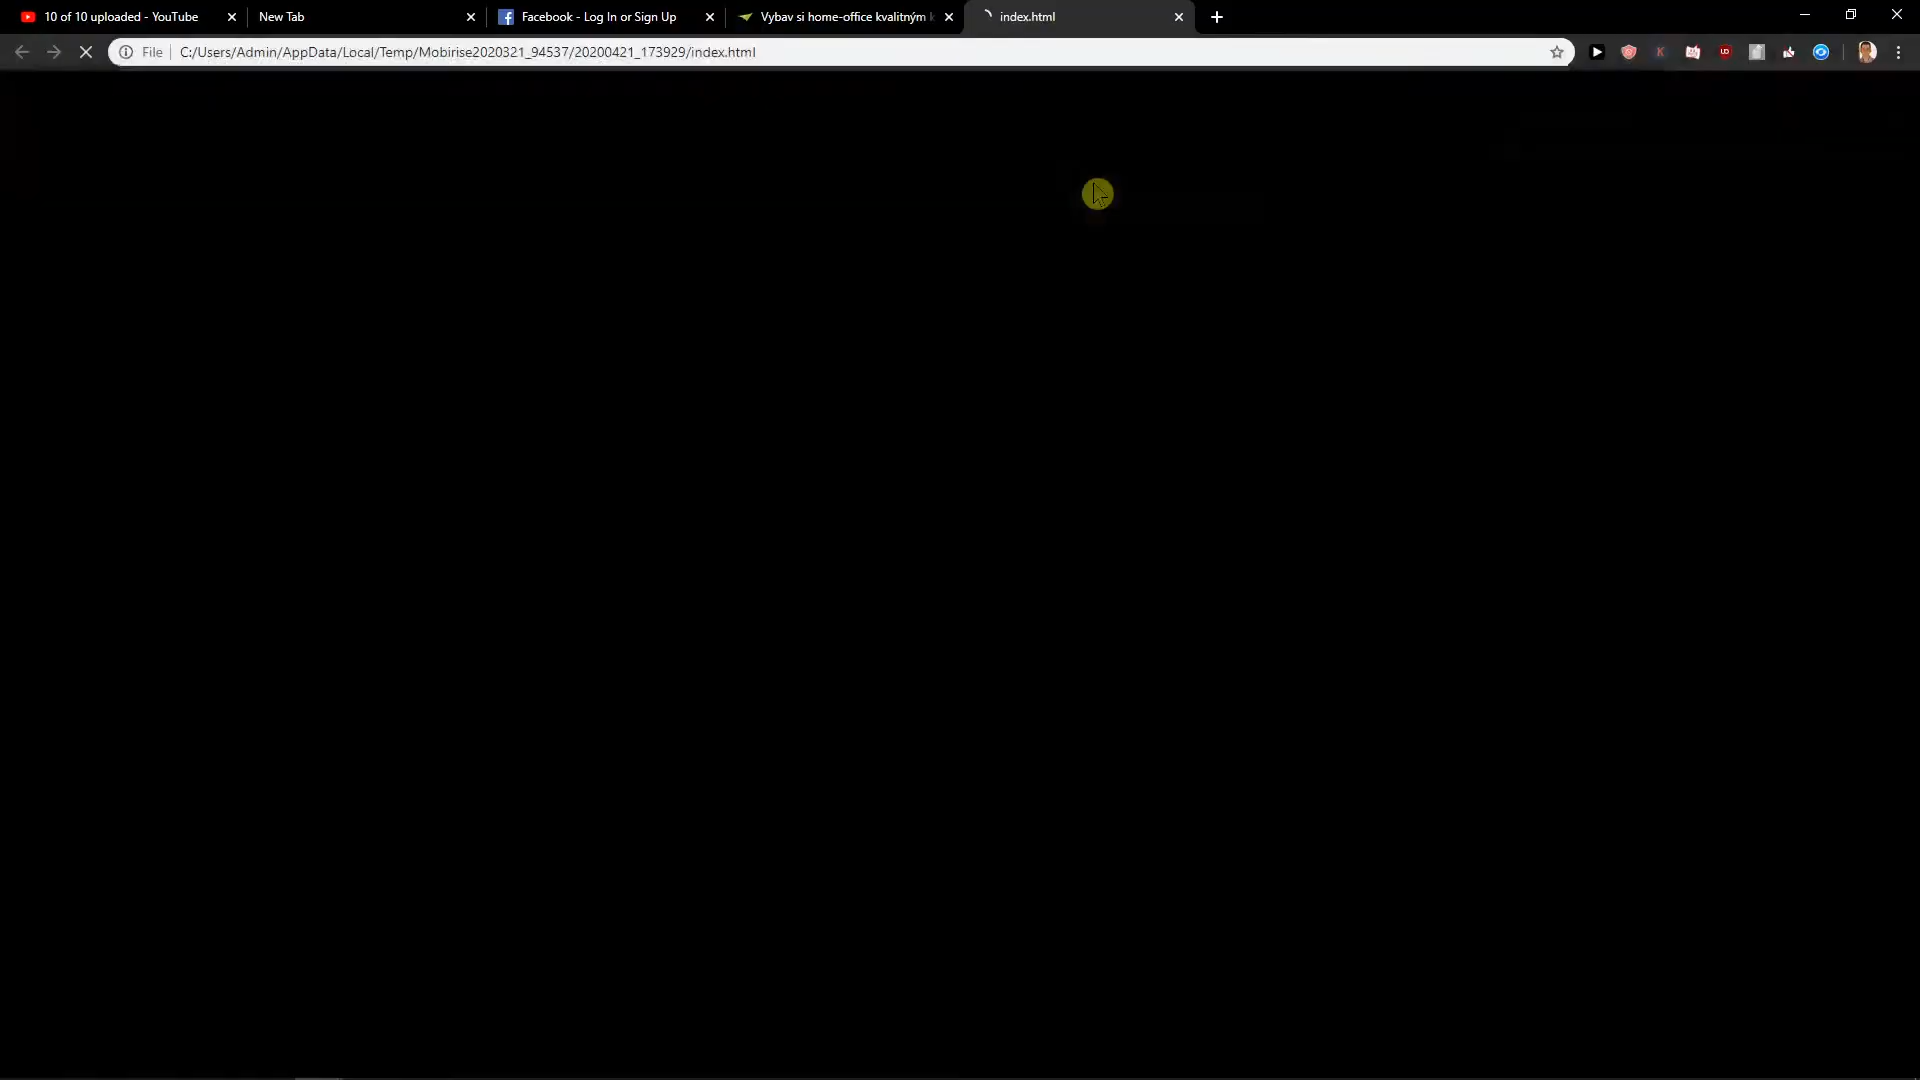 10 of 10 uploaded - YouTube
New Tab
Facebook - Log In or Sign Up
Vybav si home-office kvalitným
index.html
File
C:/Users/Admin/AppData/Local/Temp/Mobirise2020321_94537/20200421_173929/index.html
K
UD